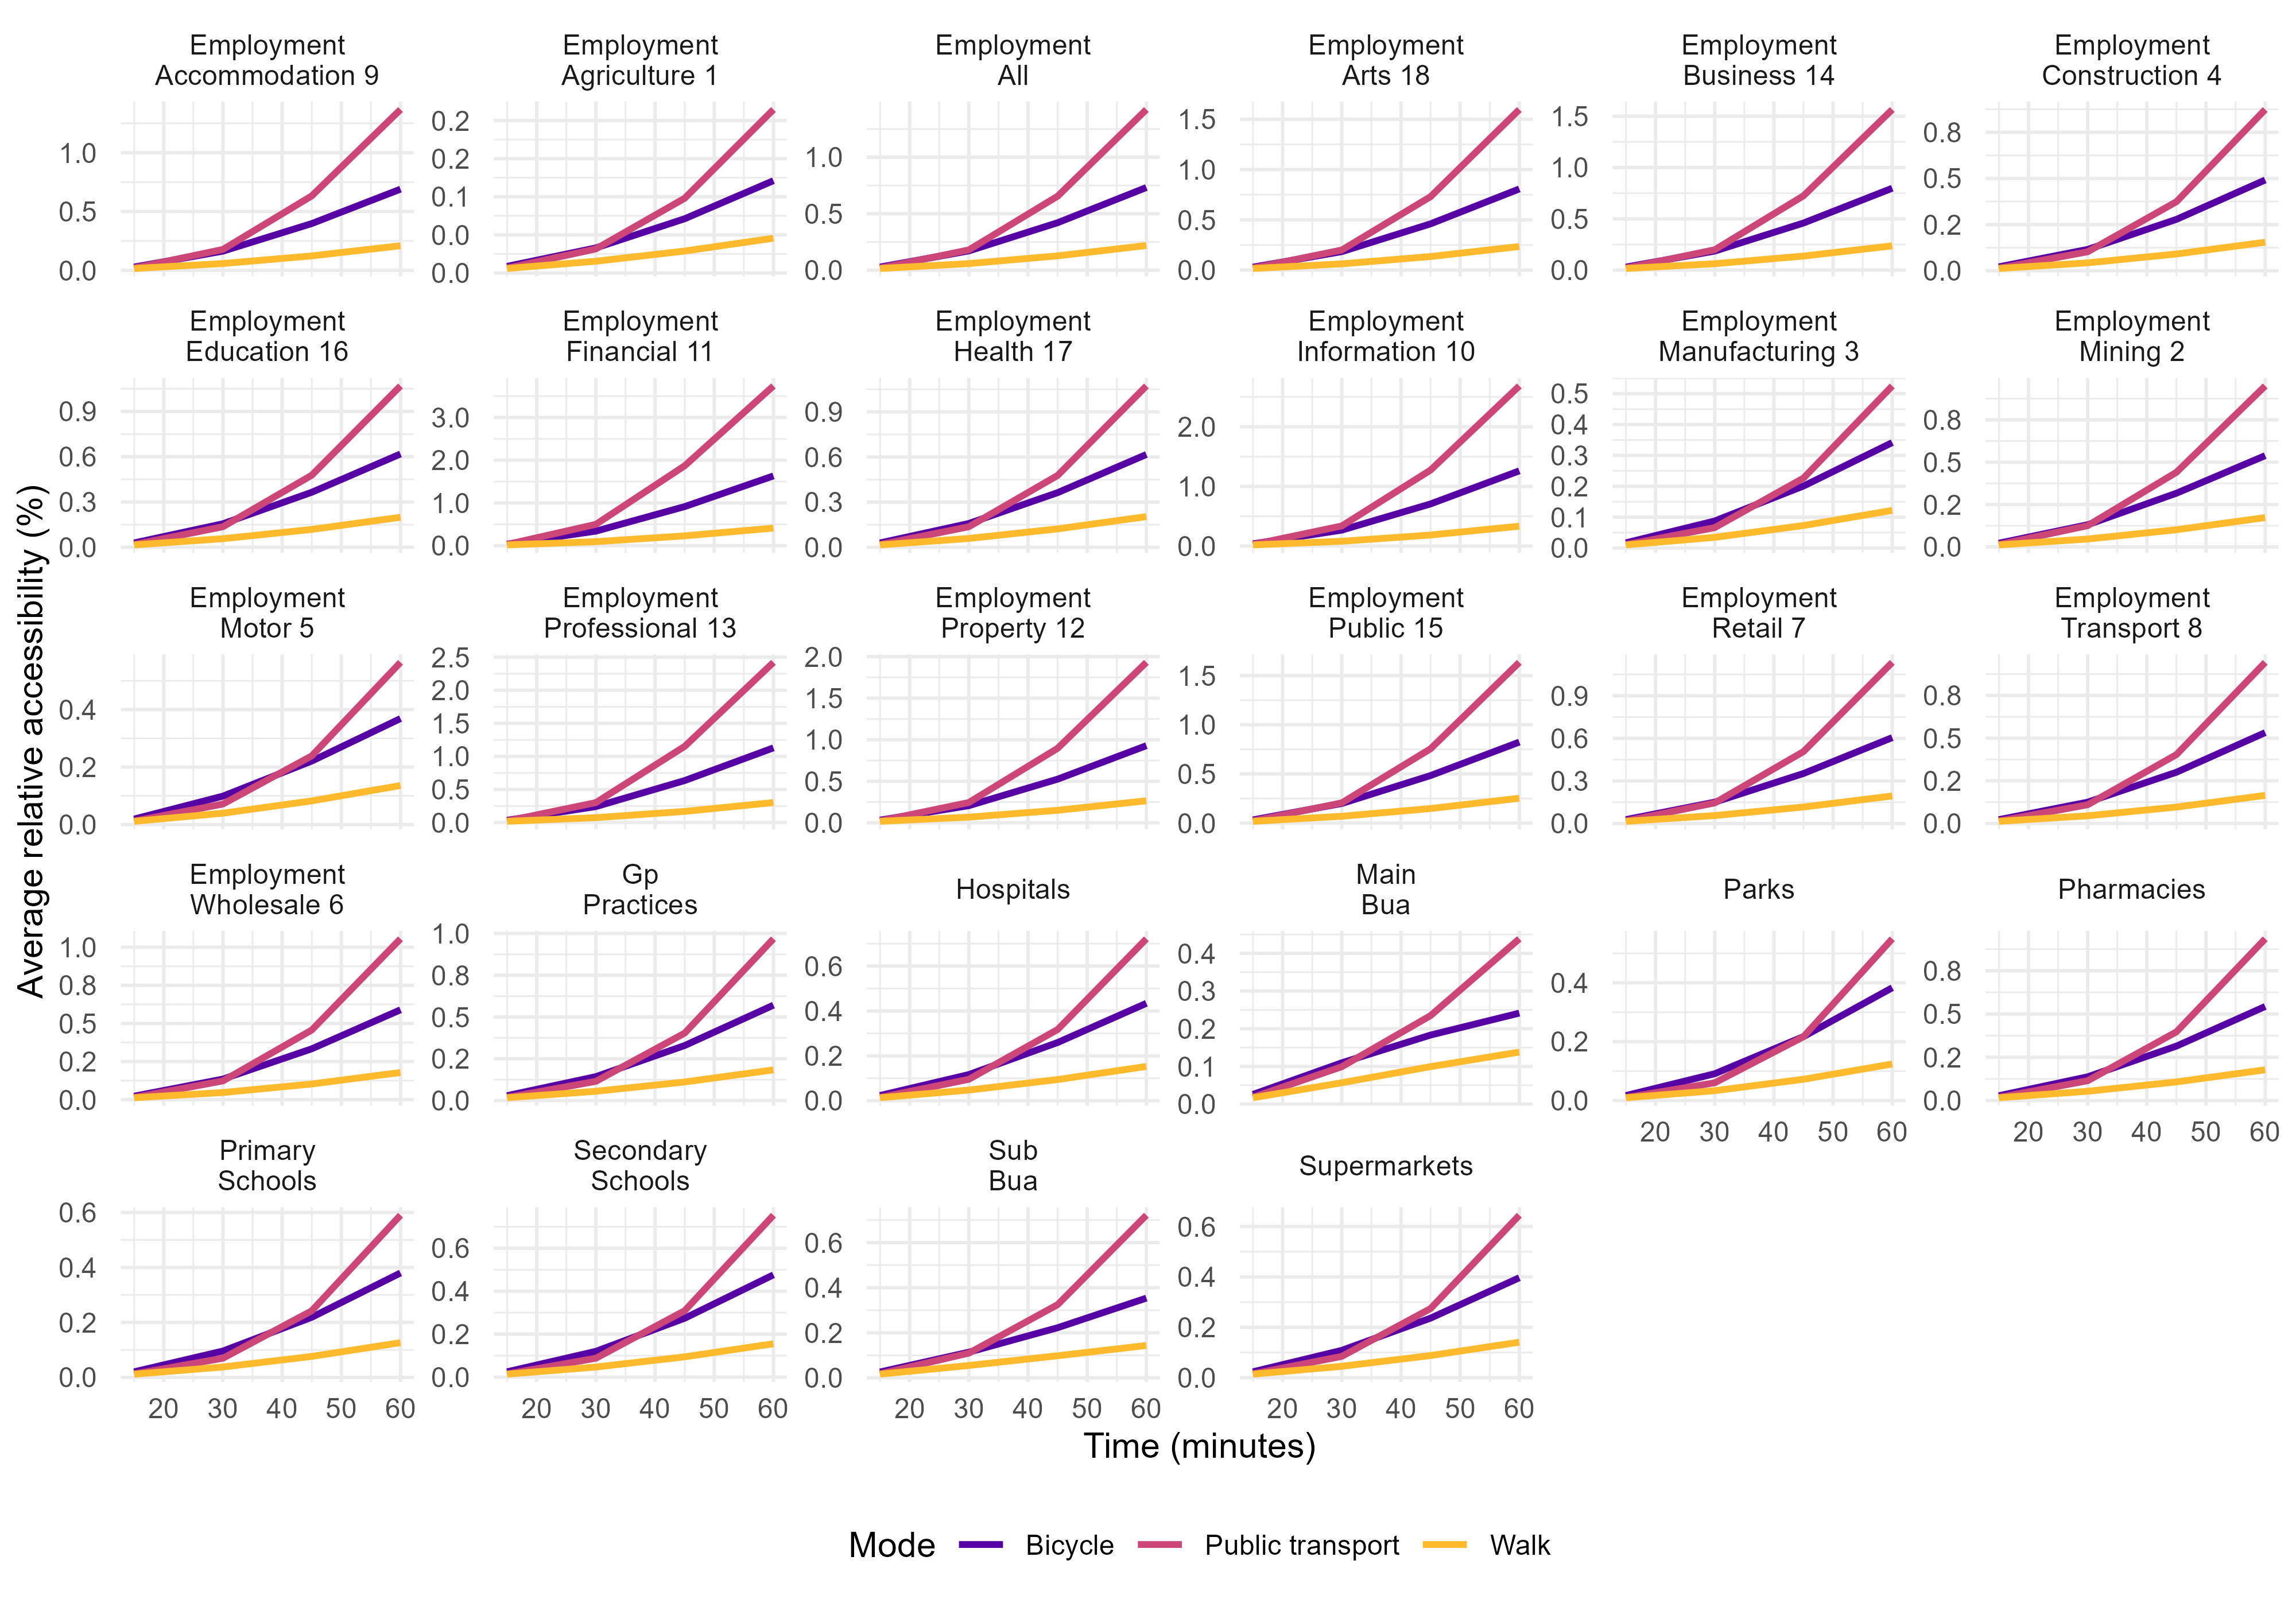 Employment
Accommodation 9
Employment
Agriculture 1
Employment
All
Employment
Arts 18
Employment
Business 14
Employment
Construction 4
1.0
0.5
0.0
0.2
0.2
0.1
0.0
0.0
1.0
0.5
0.0
1.5
1.0
0.5
0.0
1.5
1.0
0.5
0.0
0.8
0.5
0.2
0.0
Employment
Education 16
Employment
Financial 11
Employment
Health 17
Employment
Information 10
Employment
Manufacturing 3
Employment
Mining 2
0.9
0.6
0.3
0.0
3.0
2.0
1.0
0.0
0.9
0.6
0.3
0.0
2.0
1.0
0.0
0.5
0.4
0.3
0.2
0.1
0.0
0.8
0.5
0.2
0.0
Average relative accessibility (%)
Employment
Motor 5
Employment
Professional 13
Employment
Property 12
Employment
Public 15
Employment
Retail 7
Employment
Transport 8
0.4
0.2
0.0
2.5
2.0
1.5
1.0
0.5
0.0
2.0
1.5
1.0
0.5
0.0
1.5
1.0
0.5
0.0
0.9
0.6
0.3
0.0
0.8
0.5
0.2
0.0
Employment
Wholesale 6
Gp
Practices
Hospitals
Main
Bua
Parks
Pharmacies
1.0
0.8
0.5
0.2
0.0
1.0
0.8
0.5
0.2
0.0
0.6
0.4
0.2
0.0
0.4
0.3
0.2
0.1
0.0
0.4
0.2
0.0
0.8
0.5
0.2
0.0
20 30 40 50 60
20 30 40 50 60
Primary
Schools
Secondary
Schools
Sub
Bua
Supermarkets
0.6
0.4
0.2
0.0
0.6
0.4
0.2
0.0
0.6
0.4
0.2
0.0
0.6
0.4
0.2
0.0
20 30 40 50 60
20 30 40 50 60
20 30 40 50 60
20 30 40 50 60
Time (minutes)
Mode Bicycle Public transport Walk